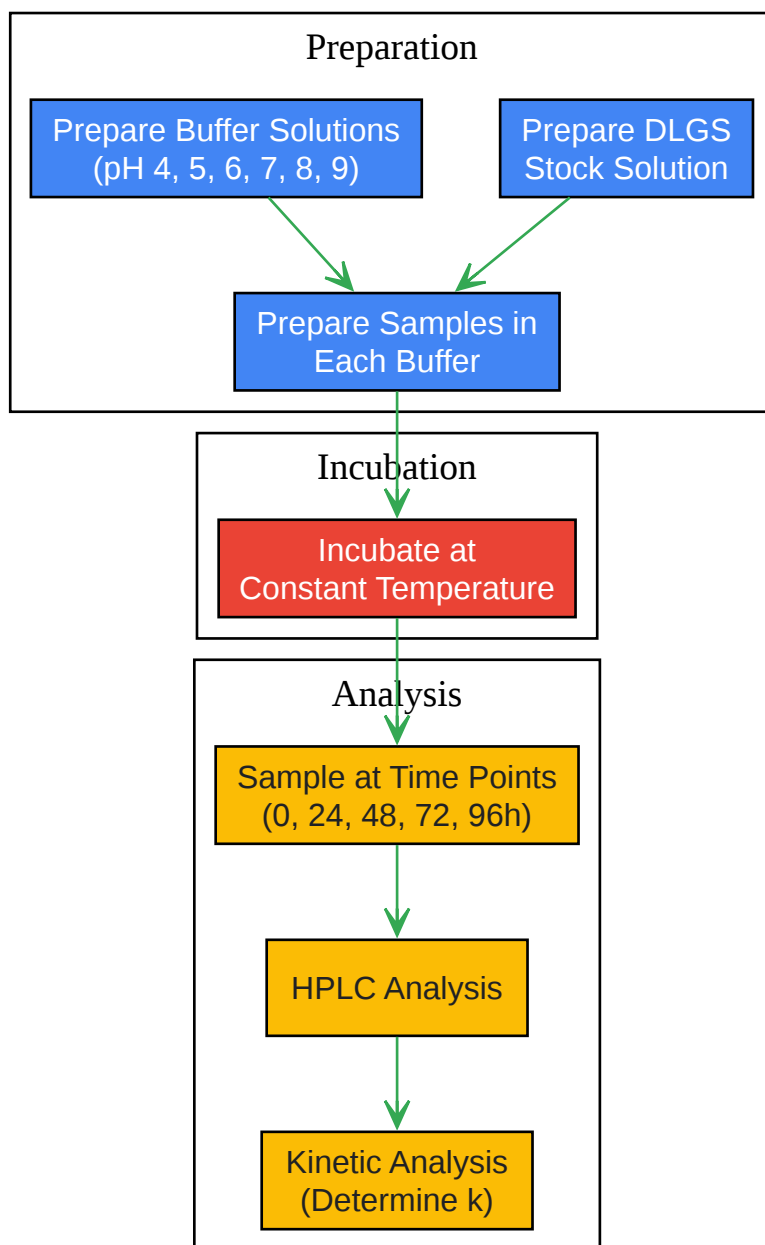 Preparation
Prepare Buffer Solutions
(pH 4, 5, 6, 7, 8, 9)
Prepare DLGS
Stock Solution
Prepare Samples in
Each Buffer
Incubation
Incubate at
Constant Temperature
Analysis
Sample at Time Points
(0, 24, 48, 72, 96h)
HPLC Analysis
Kinetic Analysis
(Determine k)